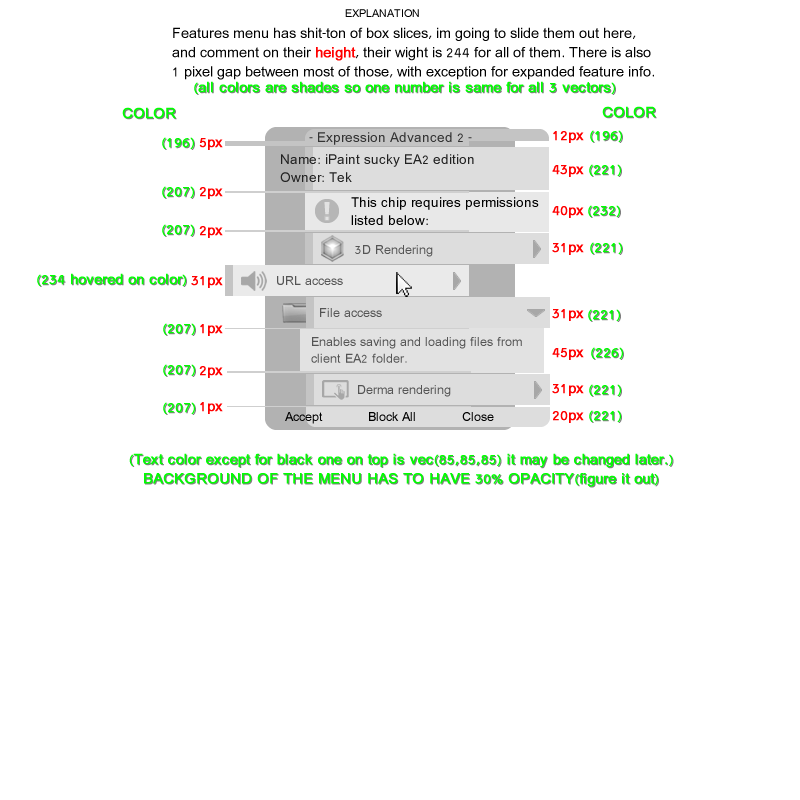 EXPLANATION
Features menu has shit-ton of box slices, im going to slide them out here,
and comment on their height, their wight is 244 for all of them. There is also
1 pixel gap between most of those, with exception for expanded feature info.
(all colors are shades so one number is same for all 3 vectors)
COLOR COLOR
- Expression Advanced 2 - 12px (196)
(196) 5px
Name: iPaint sucky EA2 edition
43px (221)
Owner: Tek
(207) 2px
This chip requires permissions
40px (232)
listed below:
(207) 2px
3D Rendering 31px (221)
(234 hovered on color) 31px URL access
File access 31px (221)
(207) 1px
Enables saving and loading files from
45px (226)
client EA2 folder.
(207) 2px
Derma rendering 31px (221)
(207) 1px
Accept Block All Close 20px (221)
(Text color except for black one on top is vec(85,85,85) it may be changed later.)
BACKGROUND OF THE MENU HAS TO HAVE 30% OPACITY(figure it out)